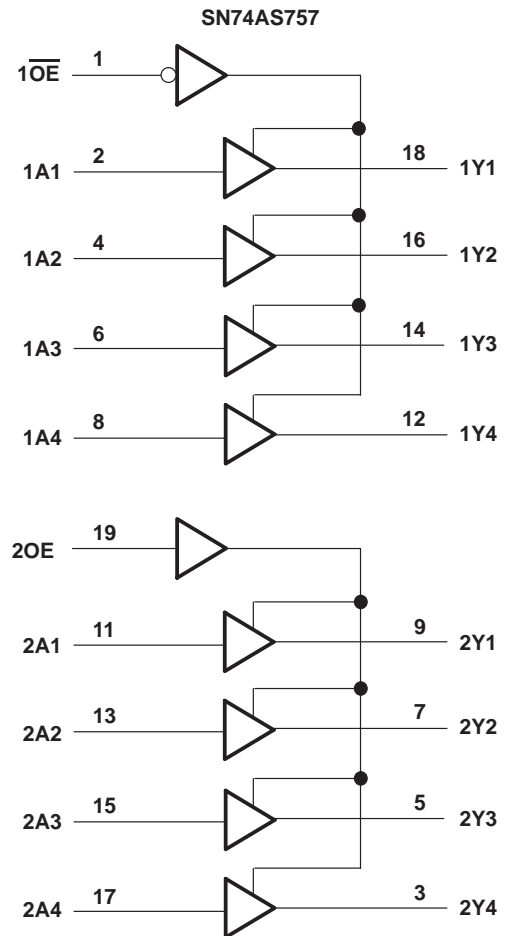 SN74AS757
1O̅E̅ 1
1A1 2 18 1Y1
1A2 4 16 1Y2
1A3 6 14 1Y3
1A4 8 12 1Y4
2OE 19
2A1 11 9 2Y1
2A2 13 7 2Y2
2A3 15 5 2Y3
2A4 17 3 2Y4